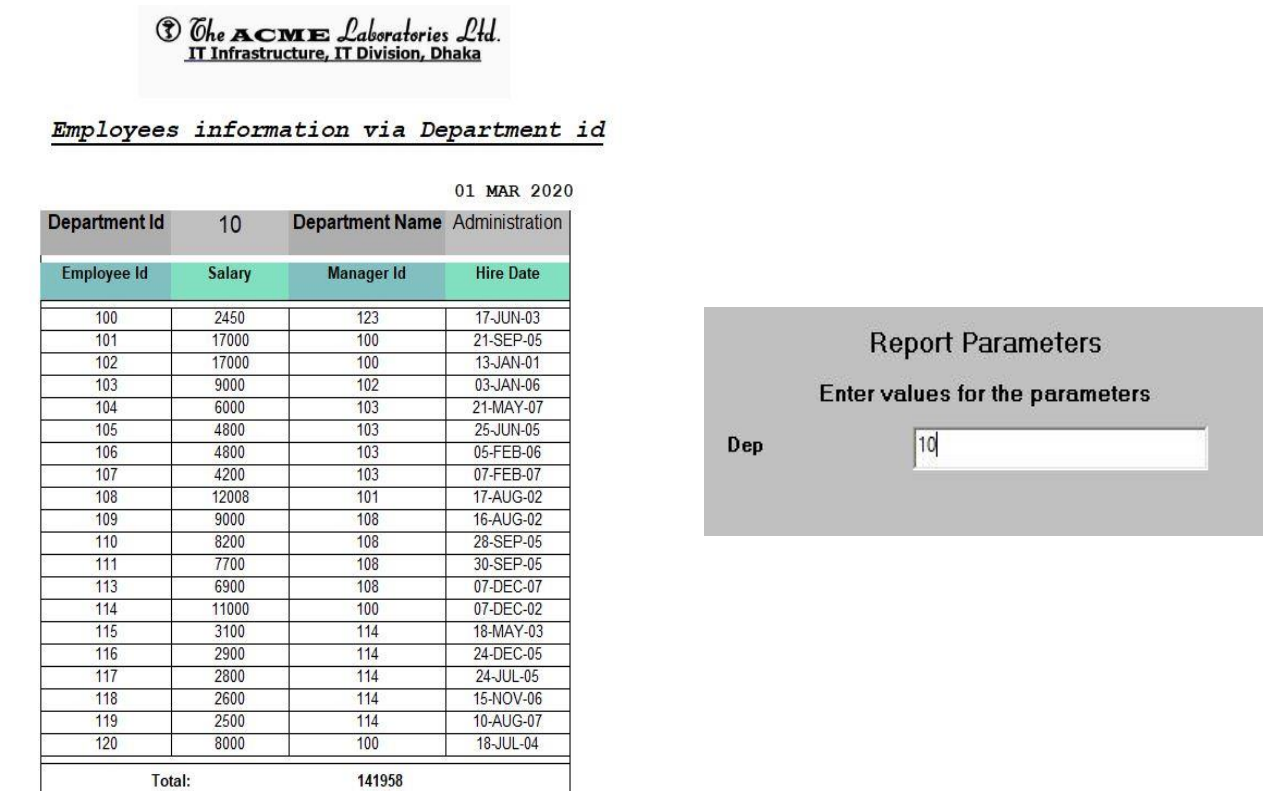 The ACME Laboratories Ltd.
IT Infrastructure, IT Division, Dhaka
Employees information via Department id
01 MAR 2020
Department Id 10 Department Name Administration
Employee Id Salary Manager Id Hire Date
100 2450 123 17-JUN-03
101 17000 100 21-SEP-05
102 17000 100 13-JAN-01
103 9000 102 03-JAN-06
104 6000 103 21-MAY-07
105 4800 103 25-JUN-05
106 4800 103 05-FEB-06
107 4200 103 07-FEB-07
108 12008 101 17-AUG-02
109 9000 108 16-AUG-02
110 8200 108 28-SEP-05
111 7700 108 30-SEP-05
113 6900 108 07-DEC-07
114 11000 100 07-DEC-02
115 3100 114 18-MAY-03
116 2900 114 24-DEC-05
117 2800 114 24-JUL-05
118 2600 114 15-NOV-06
119 2500 114 10-AUG-07
120 8000 100 18-JUL-04
Total: 141958
Report Parameters
Enter values for the parameters
Dep 10